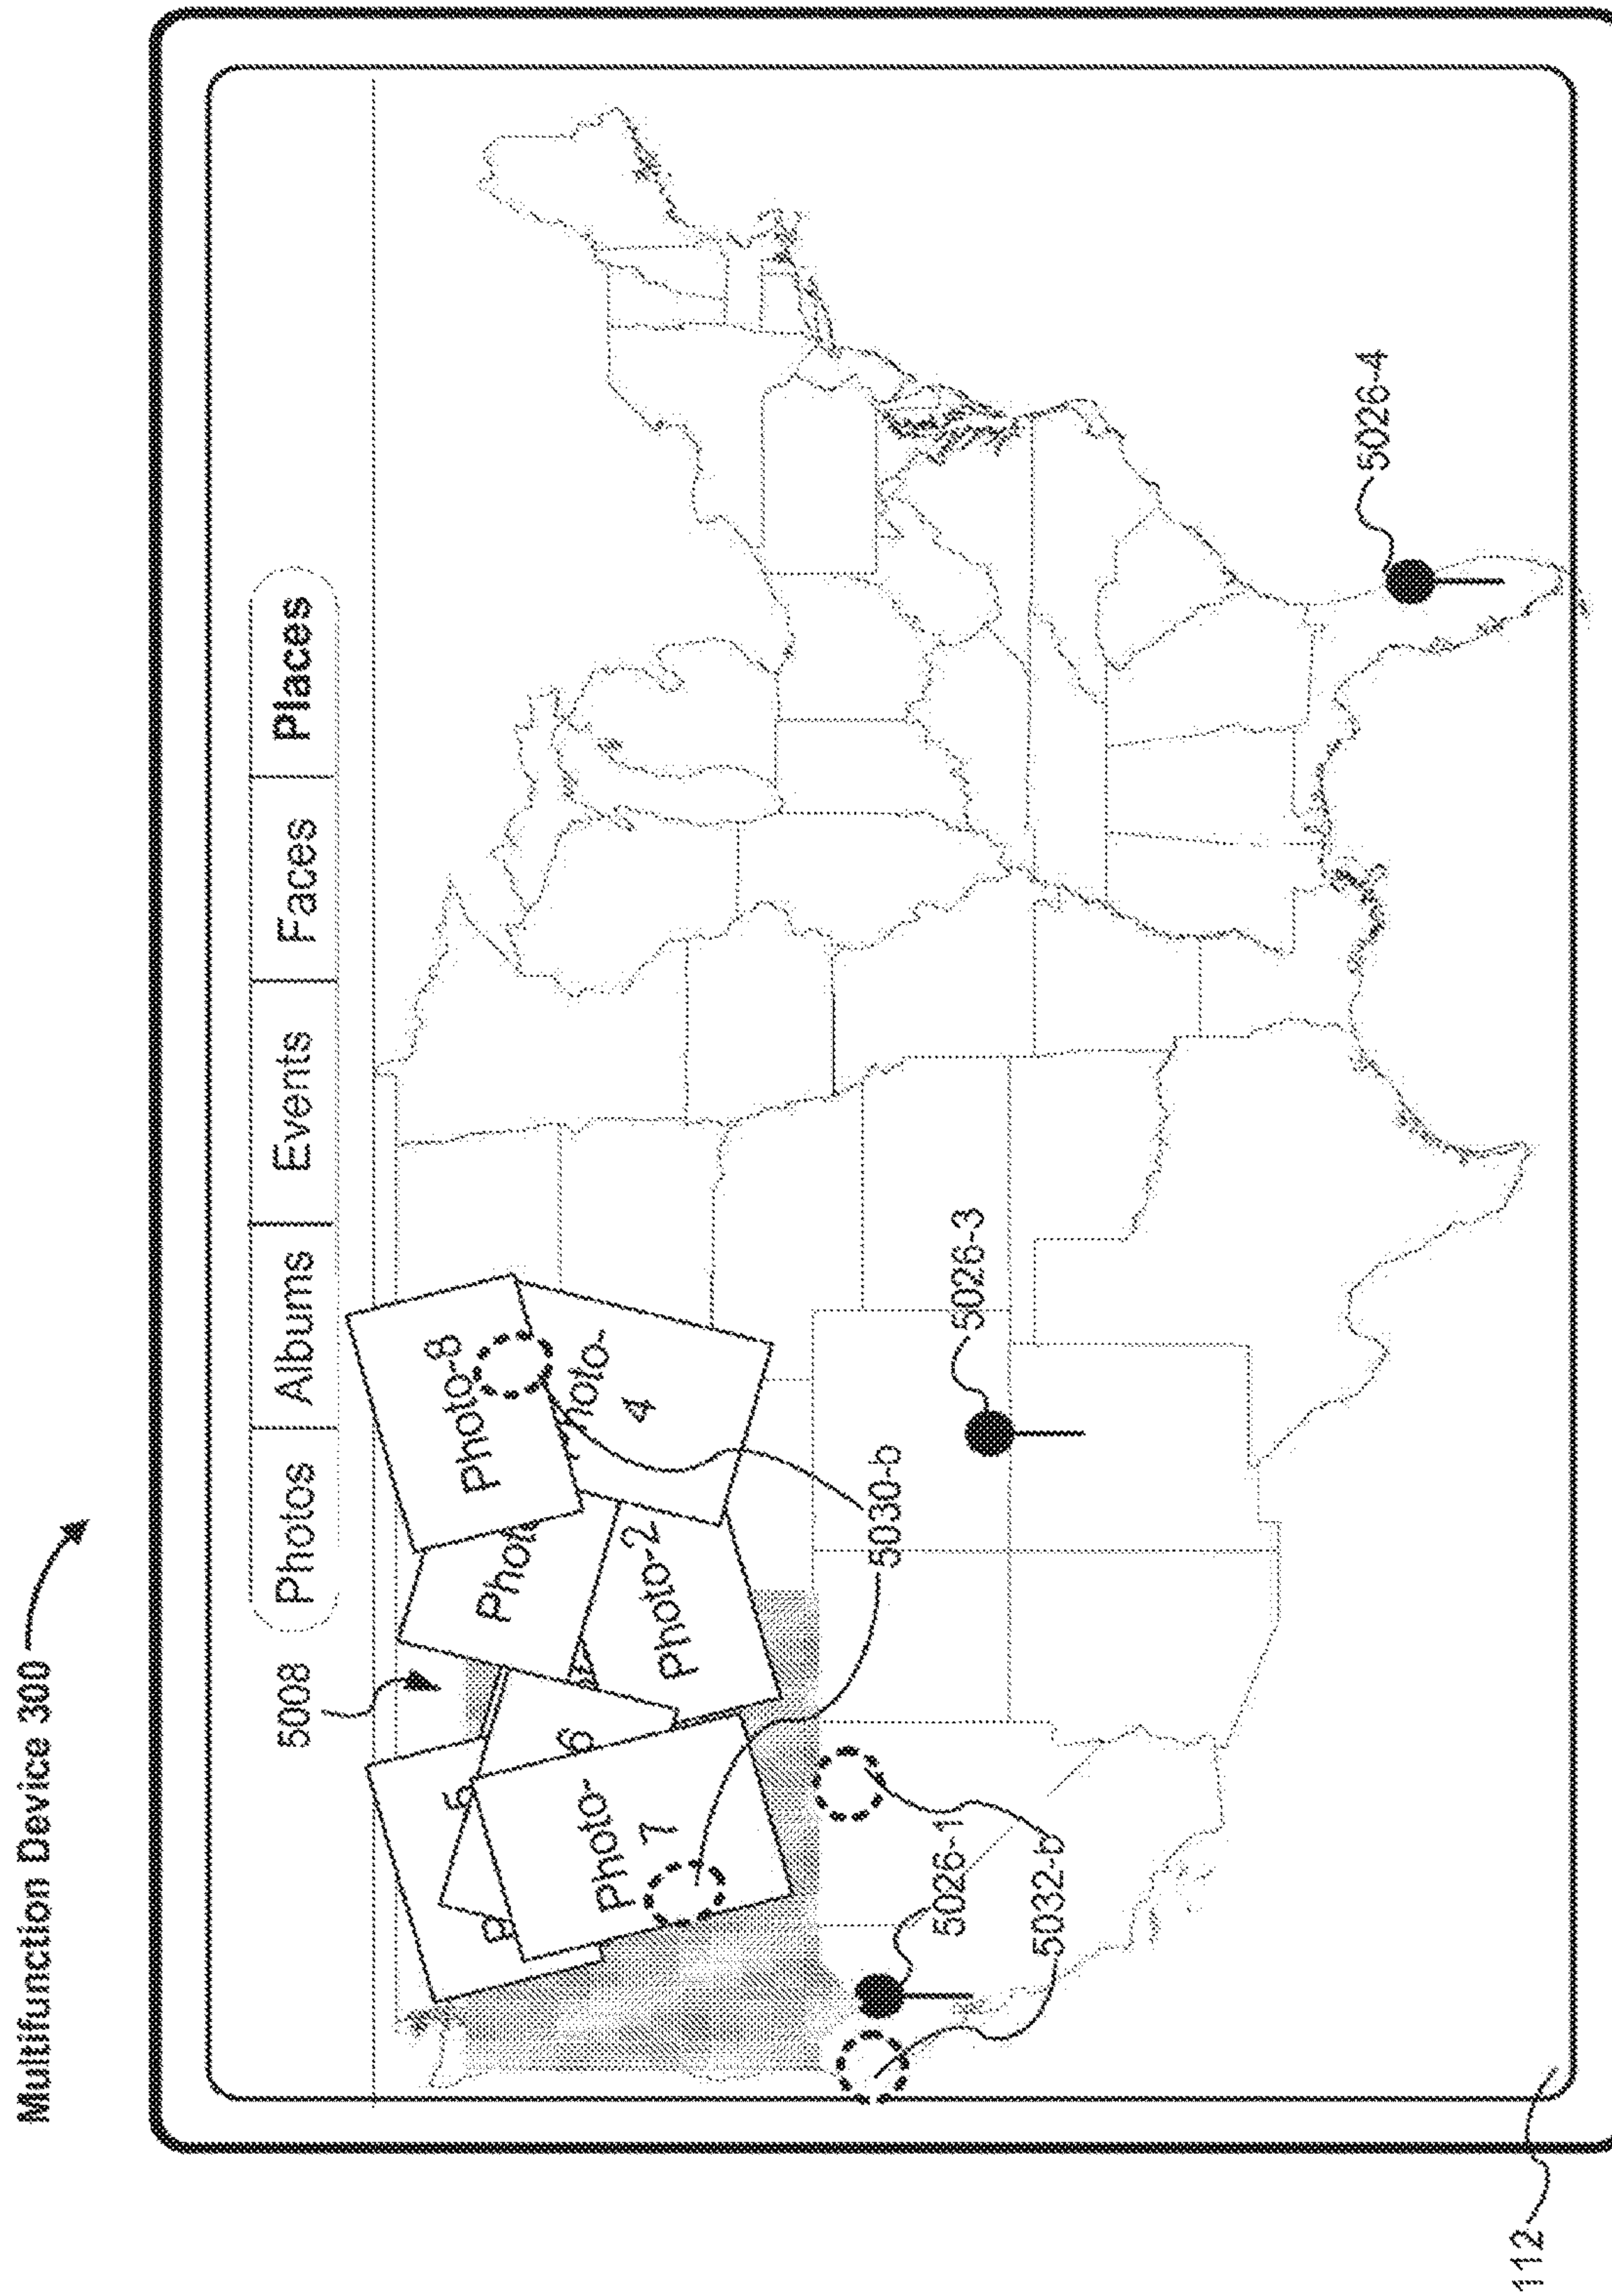 Multifunction Device 300
5008
Photos Albums Events Faces Places
Photo-8
Photo-2
Photo-
7
4
5
6
5030-b
5026-3
5026-1
5032-b
5026-4
112